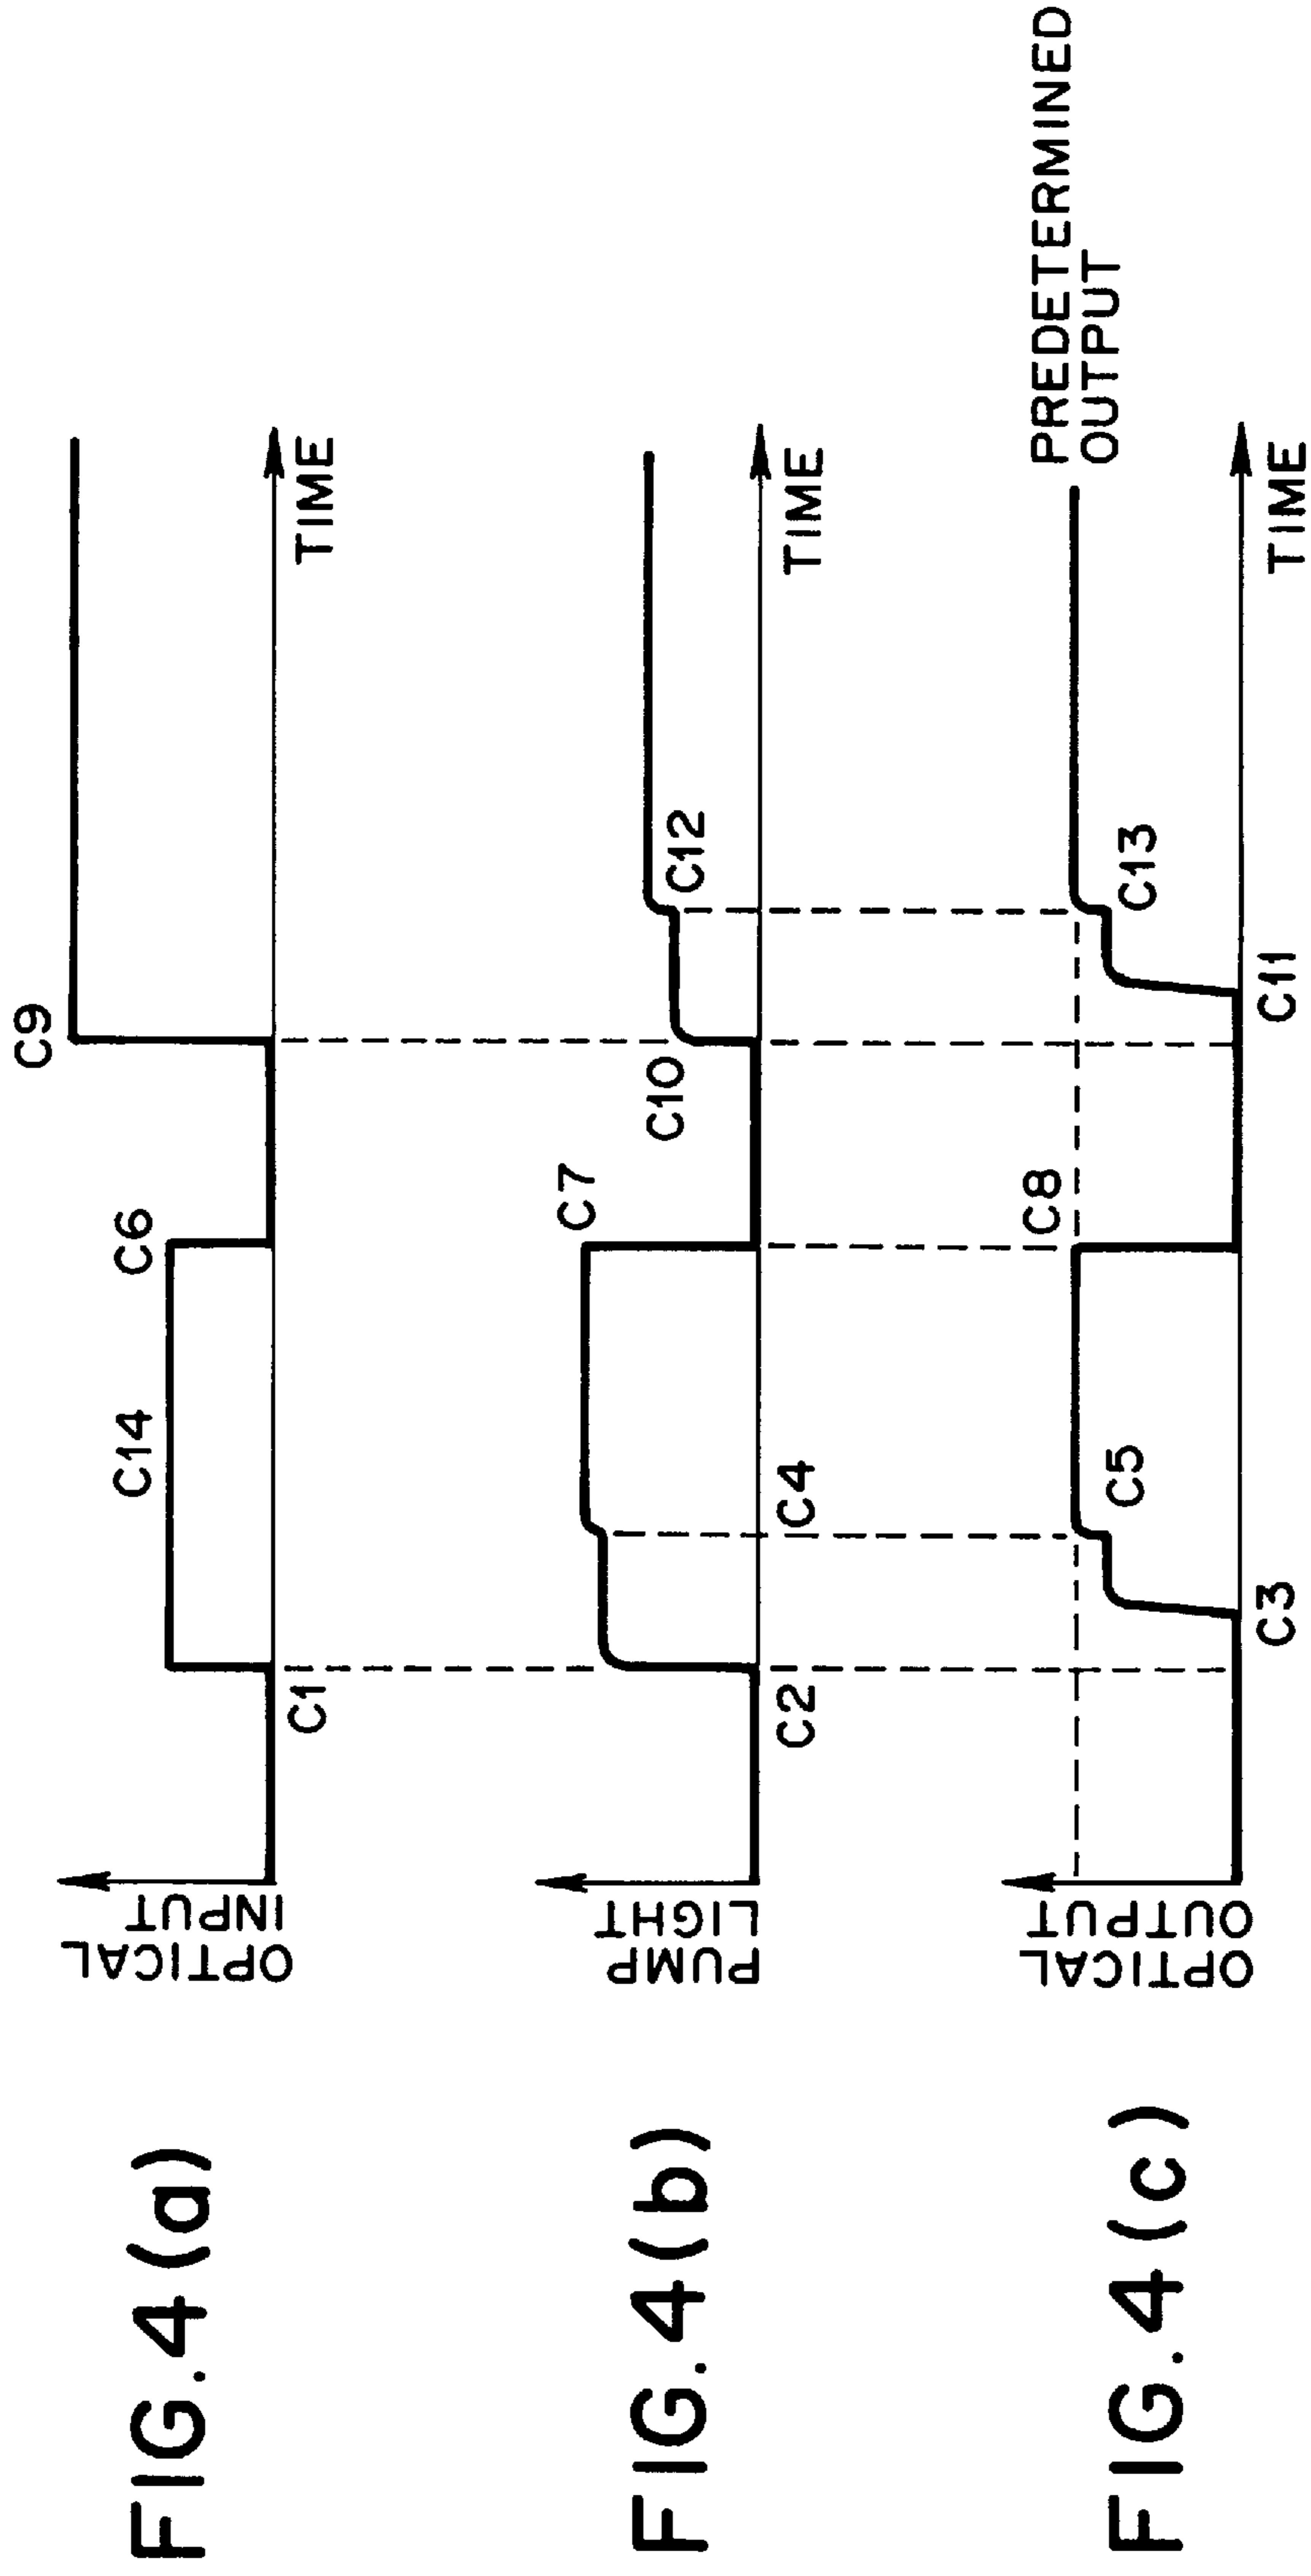 FIG. 4 (a)
OPTICAL
INPUT
C1
C14
C6
C9
TIME
FIG. 4 (b)
PUMP
LIGHT
C2
C4
C7
C10
C12
TIME
FIG. 4 (c)
OPTICAL
OUTPUT
C3
C5
C8
C11
C13
PREDETERMINED
OUTPUT
TIME